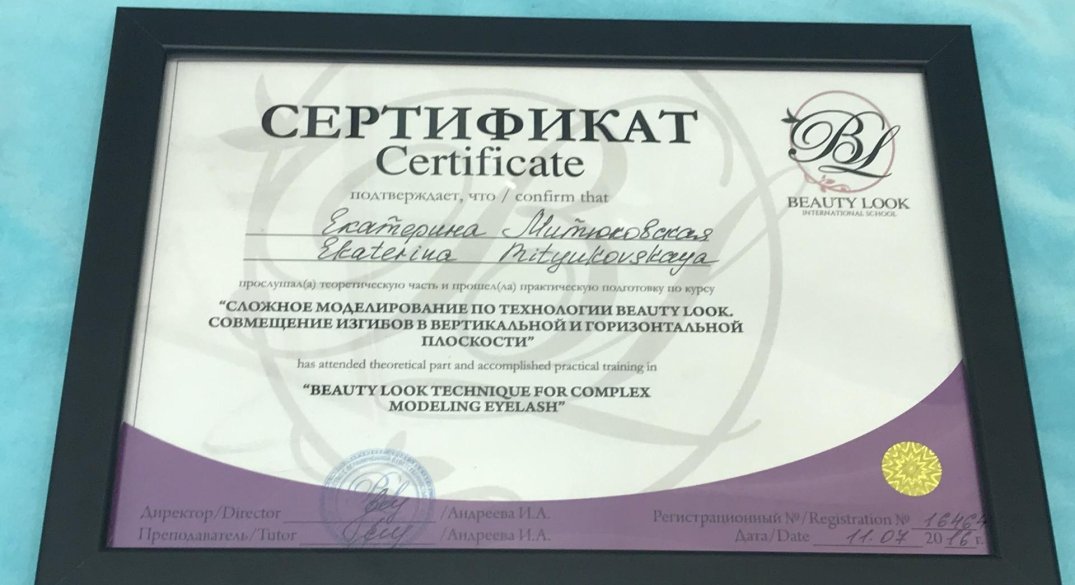 СЕРТИФИКАТ
Certificate
BL
BEAUTY LOOK
INTERNATIONAL SCHOOL
подтверждает, что / confirm that
Екатерина Митюковская
Ekaterina Mityukovskaya
прослушал(а) теоретическую часть и прошел(ла) практическую подготовку по курсу
“СЛОЖНОЕ МОДЕЛИРОВАНИЕ ПО ТЕХНОЛОГИИ BEAUTY LOOK.
СОВМЕЩЕНИЕ ИЗГИБОВ В ВЕРТИКАЛЬНОЙ И ГОРИЗОНТАЛЬНОЙ
ПЛОСКОСТИ”
has attended theoretical part and accomplished practical training in
“BEAUTY LOOK TECHNIQUE FOR COMPLEX
MODELING EYELASH”
Директор/Director /Андреева И.А.
Преподаватель/Tutor /Андреева И.А.
Регистрационный №/Registration № 16464
Дата/Date 11.07 2016 г.